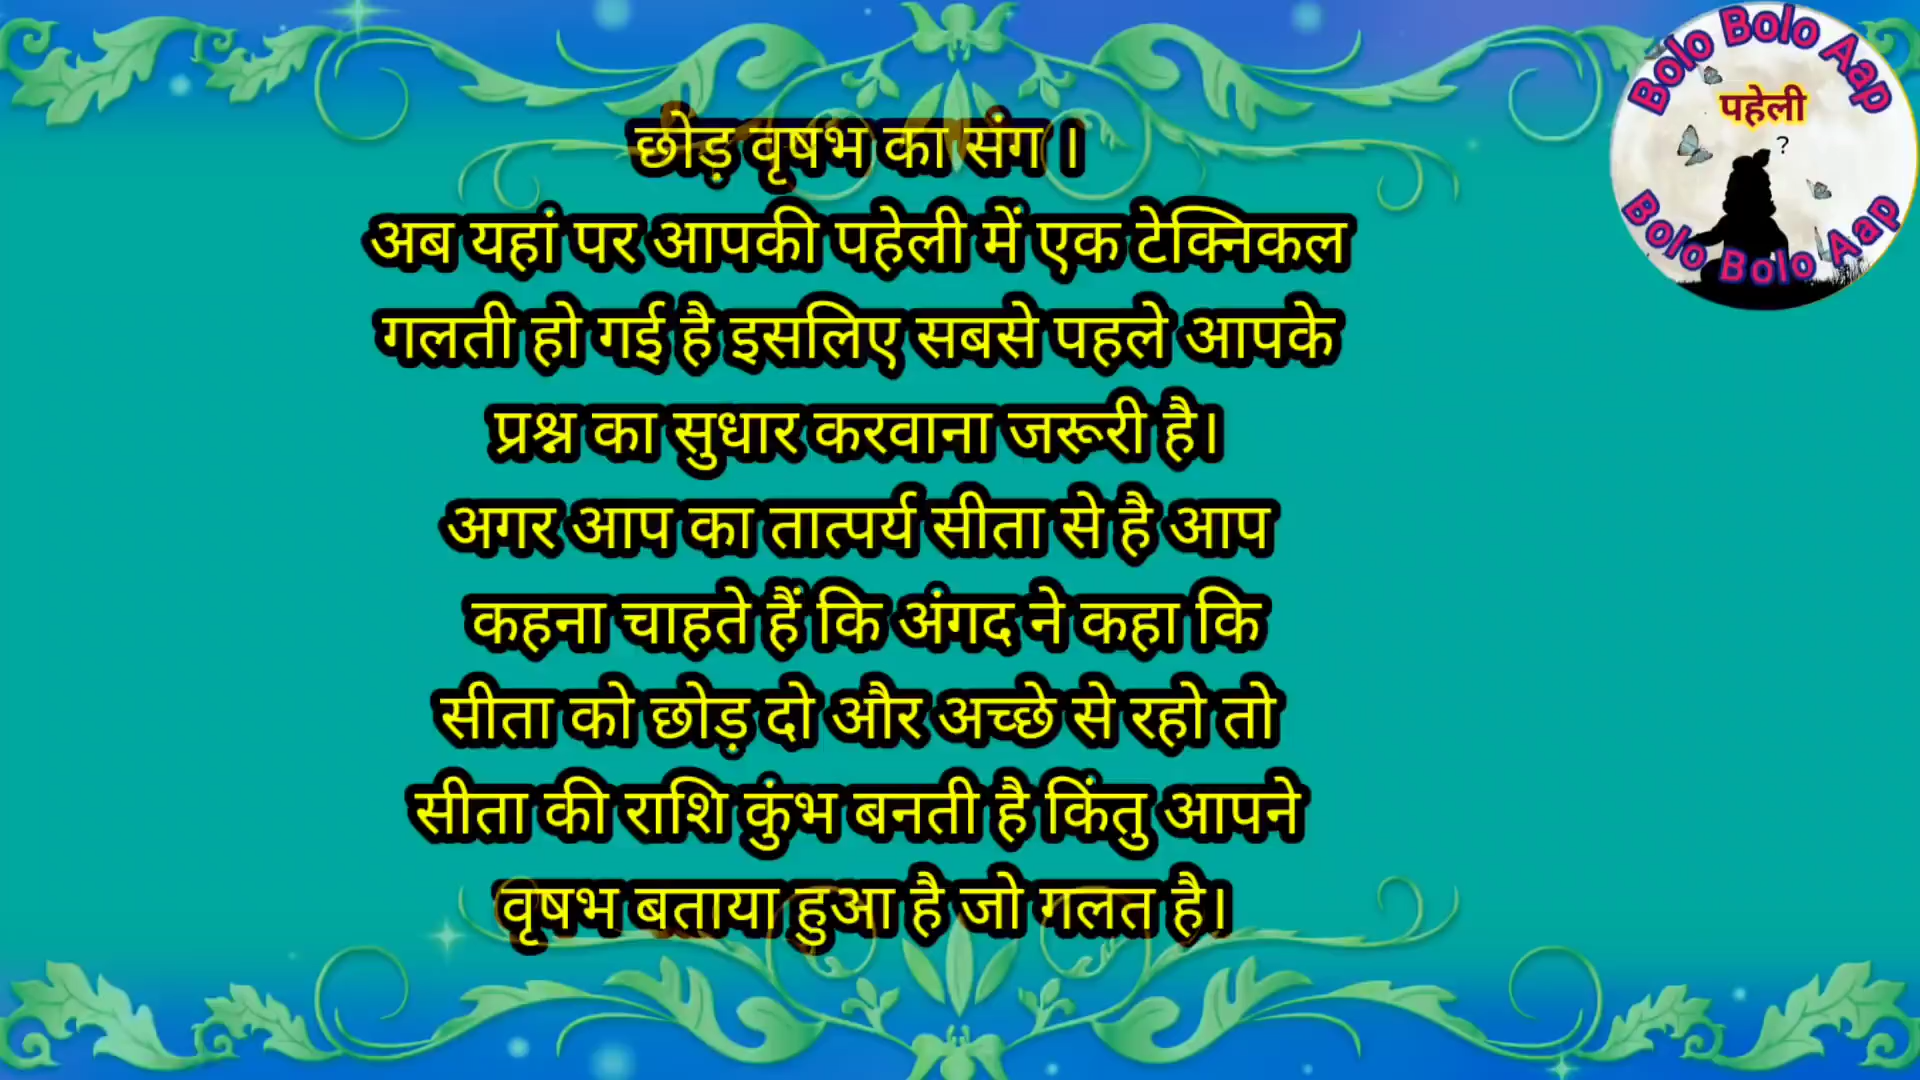 छोड़ वृषभ का संग ।
अब यहां पर आपकी पहेली में एक टेक्निकल
गलती हो गई है इसलिए सबसे पहले आपके
प्रश्न का सुधार करवाना जरूरी है।
अगर आप का तात्पर्य सीता से है आप
कहना चाहते हैं कि अंगद ने कहा कि
सीता को छोड़ दो और अच्छे से रहो तो
सीता की राशि कुंभ बनती है किंतु आपने
वृषभ बताया हुआ है जो गलत है।
Bolo Bolo Aap
पहेली
?
Bolo Bolo Aap